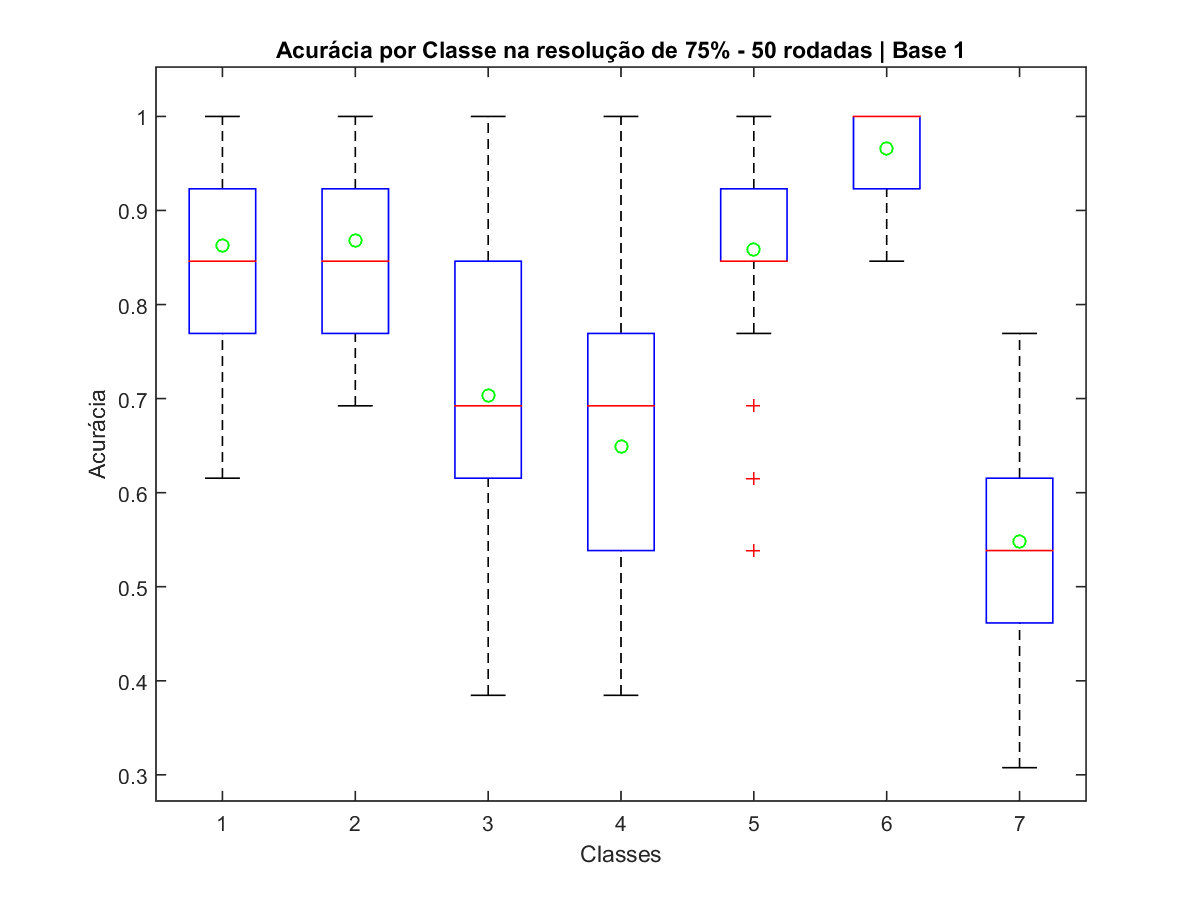 Acurácia por Classe na resolução de 75% - 50 rodadas | Base 1
1
0.9
0.8
0.7
0.6
0.5
0.4
0.3
Acurácia
1 2 3 4 5 6 7
Classes